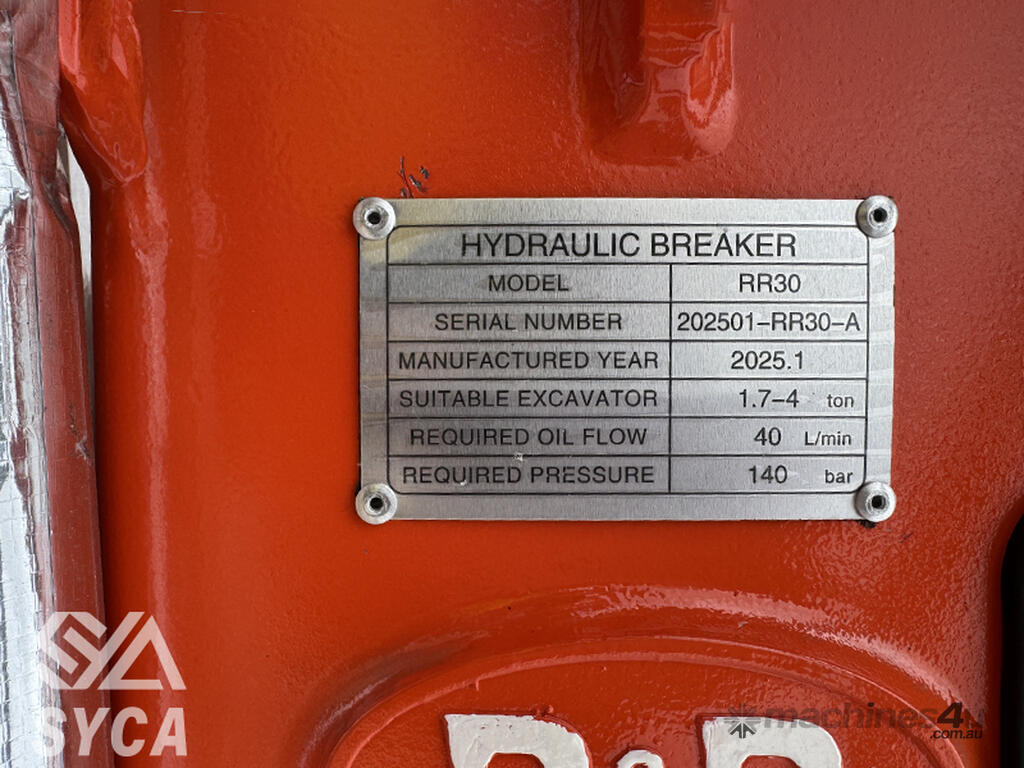 HYDRAULIC BREAKER
MODEL RR30
SERIAL NUMBER 202501-RR30-A
MANUFACTURED YEAR 2025.1
SUITABLE EXCAVATOR 1.7-4 ton
REQUIRED OIL FLOW 40 L/min
REQUIRED PRESSURE 140 bar
SYCA
machines4u
.com.au